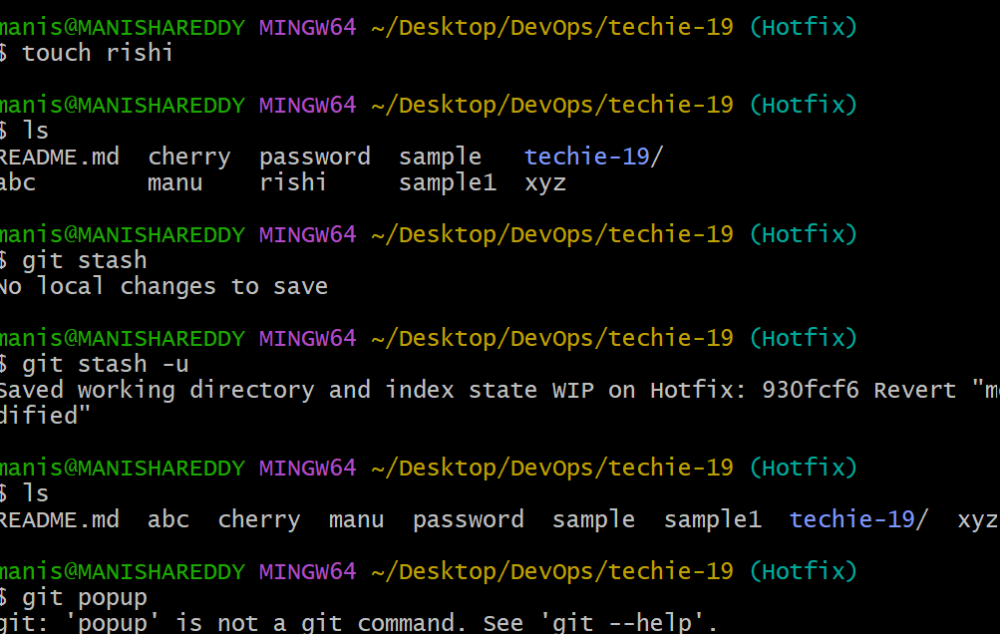 manis@MANISHAREDDY MINGW64 ~/Desktop/DevOps/techie-19 (Hotfix)
$ touch rishi
manis@MANISHAREDDY MINGW64 ~/Desktop/DevOps/techie-19 (Hotfix)
$ ls
README.md  cherry  password  sample   techie-19/
abc        manu    rishi     sample1  xyz
manis@MANISHAREDDY MINGW64 ~/Desktop/DevOps/techie-19 (Hotfix)
$ git stash
No local changes to save
manis@MANISHAREDDY MINGW64 ~/Desktop/DevOps/techie-19 (Hotfix)
$ git stash -u
Saved working directory and index state WIP on Hotfix: 930fcf6 Revert "mo
dified"
manis@MANISHAREDDY MINGW64 ~/Desktop/DevOps/techie-19 (Hotfix)
$ ls
README.md  abc  cherry  manu  password  sample  sample1  techie-19/  xyz
manis@MANISHAREDDY MINGW64 ~/Desktop/DevOps/techie-19 (Hotfix)
$ git popup
git: 'popup' is not a git command. See 'git --help'.